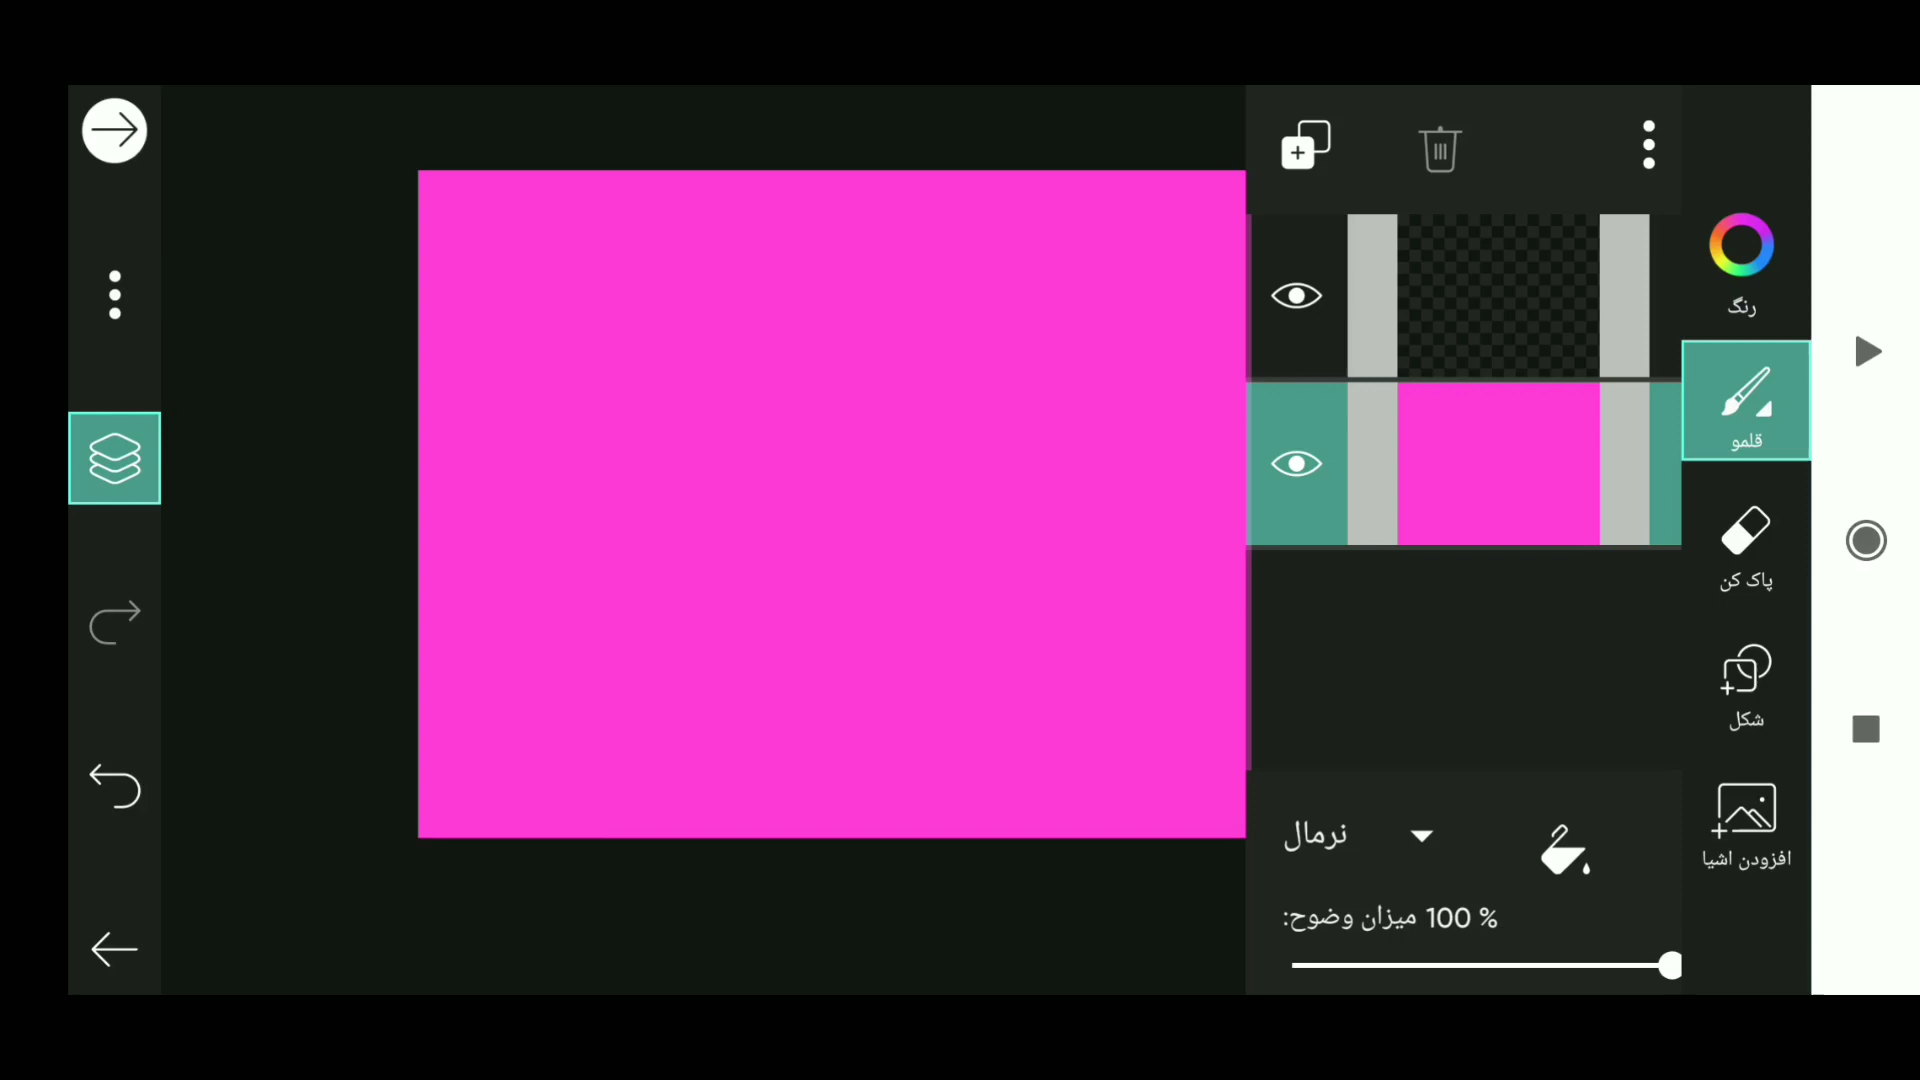 رنگ
قلمو
پاک کن
شکل
افزودن اشیا
نرمال
میزان وضوح: 100 %